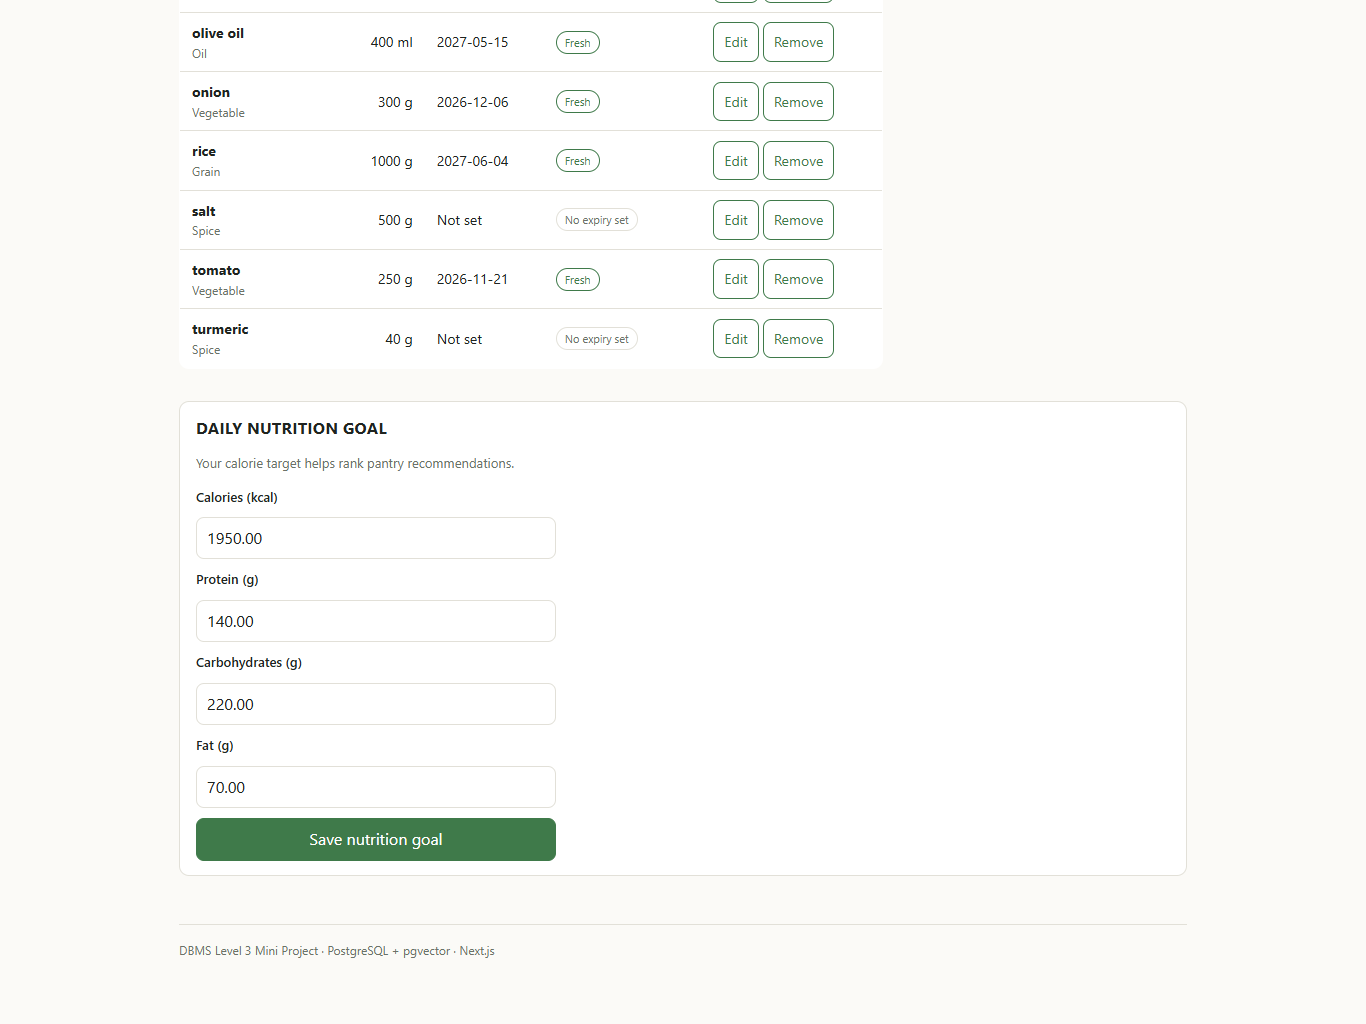 olive oil
Oil
400 ml 2027-05-15 Fresh Edit Remove
onion
Vegetable
300 g 2026-12-06 Fresh Edit Remove
rice
Grain
1000 g 2027-06-04 Fresh Edit Remove
salt
Spice
500 g Not set No expiry set Edit Remove
tomato
Vegetable
250 g 2026-11-21 Fresh Edit Remove
turmeric
Spice
40 g Not set No expiry set Edit Remove
DAILY NUTRITION GOAL
Your calorie target helps rank pantry recommendations.
Calories (kcal)
1950.00
Protein (g)
140.00
Carbohydrates (g)
220.00
Fat (g)
70.00
Save nutrition goal
DBMS Level 3 Mini Project · PostgreSQL + pgvector · Next.js